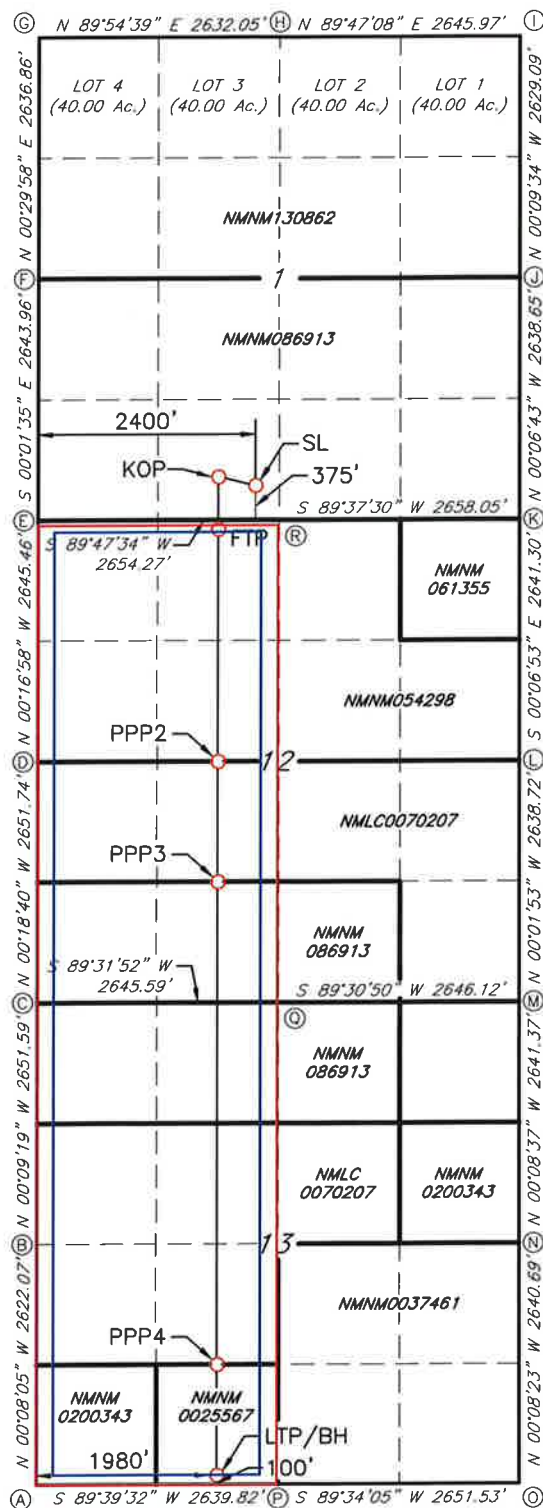 G N 89°54'39" E 2632.05' H N 89°47'08" E 2645.97' I
N 00°29'58" E 2636.86'
LOT 4
(40.00 Ac.)
LOT 3
(40.00 Ac.)
LOT 2
(40.00 Ac.)
LOT 1
(40.00 Ac.)
N 00°09'34" W 2629.09'
NMNM130862
F 1 J
S 00°01'35" E 2643.96'
NMNM086913
N 00°06'43" W 2638.65'
2400'
KOP
SL
375'
S 89°37'30" W 2658.05'
E K
S 89°47'34" W
2654.27'
FTP
R
N 00°16'58" W 2645.46'
NMNM
061355
S 00°06'53" E 2641.30'
NMNM054298
PPP2
D 12 L
N 00°18'40" W 2651.74'
NMLC0070207
N 00°01'53" W 2638.72'
PPP3
NMNM
086913
S 89°31'52" W
2645.59'
S 89°30'50" W 2646.12'
C M
Q
N 00°09'19" W 2651.59'
NMNM
086913
N 00°08'37" W 2641.37'
NMLC
0070207
NMNM
0200343
B 13 N
N 00°08'05" W 2622.07'
NMNM0037461
N 00°08'23" W 2640.69'
PPP4
NMNM
0200343
NMNM
0025567
LTP/BH
1980'
100'
A S 89°39'32" W 2639.82' P S 89°34'05" W 2651.53' O